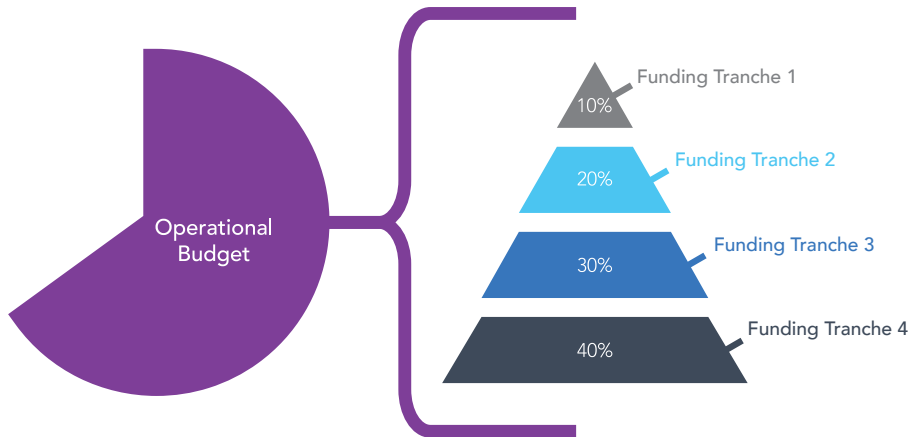 Operational
Budget
Funding Tranche 1
10%
Funding Tranche 2
20%
Funding Tranche 3
30%
Funding Tranche 4
40%